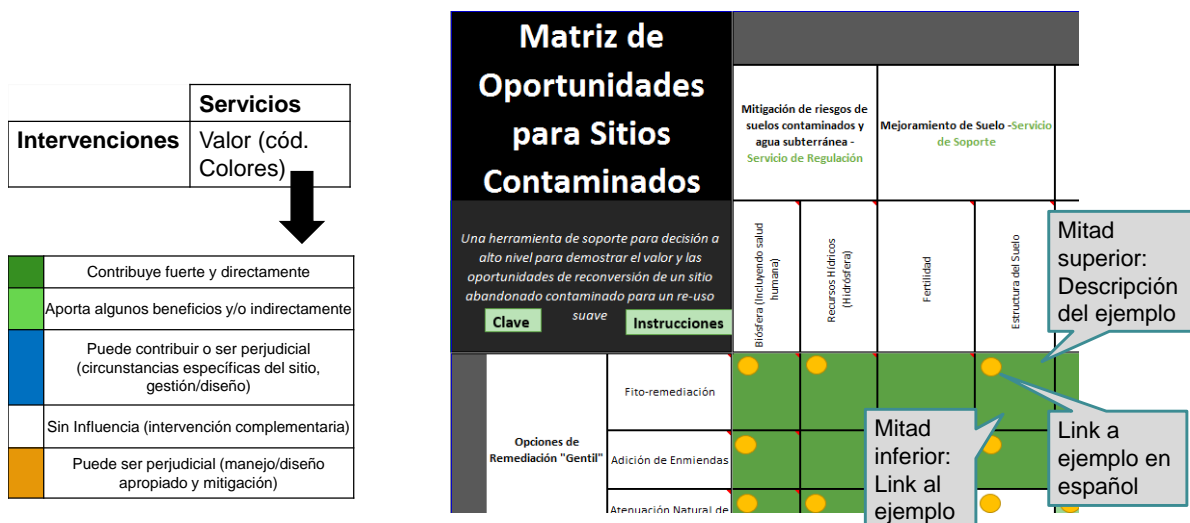 Servicios
Intervenciones
Valor (cód.
Colores)
Contribuye fuerte y directamente
Aporta algunos beneficios y/o indirectamente
Puede contribuir o ser perjudicial
(circunstancias específicas del sitio,
gestión/diseño)
Sin Influencia (intervención complementaria)
Puede ser perjudicial (manejo/diseño
apropiado y mitigación)
Matriz de
Oportunidades
para Sitios
Contaminados
Una herramienta de soporte para decisión a
alto nivel para demostrar el valor y las
oportunidades de reconversión de un sitio
abandonado contaminado para un re-uso
suave
Clave
Instrucciones
Mitigación de riesgos de
suelos contaminados y
agua subterránea -
Servicio de Regulación
Mejoramiento de Suelo -Servicio
de Soporte
Biósfera (Incluyendo salud
humana)
Recursos Hídricos
(Hidrósfera)
Fertilidad
Estructura del Suelo
Mitad
superior:
Descripción
del ejemplo
Opciones de
Remediación "Gentil"
Fito-remediación
Adición de Enmiendas
Atenuación Natural de
Mitad
inferior:
Link al
ejemplo
Link a
ejemplo en
español